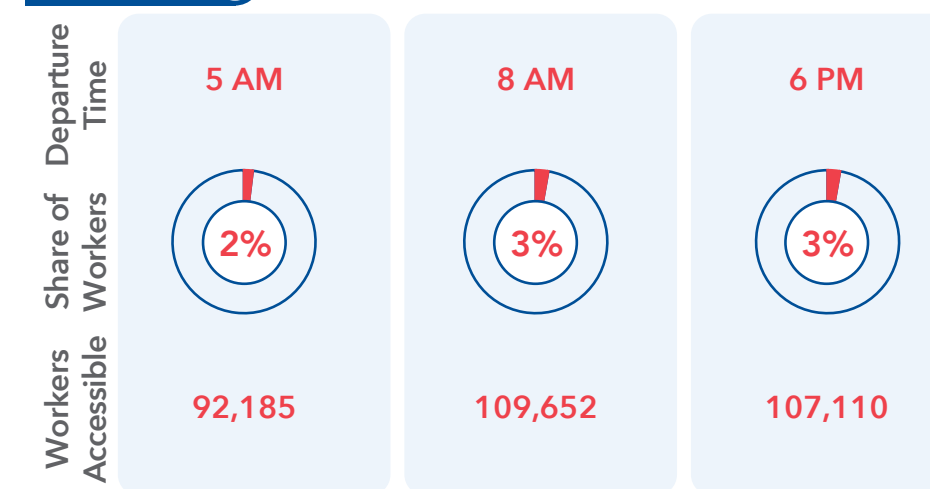 Departure
Time
5 AM
8 AM
6 PM
Share of
Workers
2%
3%
3%
Workers
Accessible
92,185
109,652
107,110